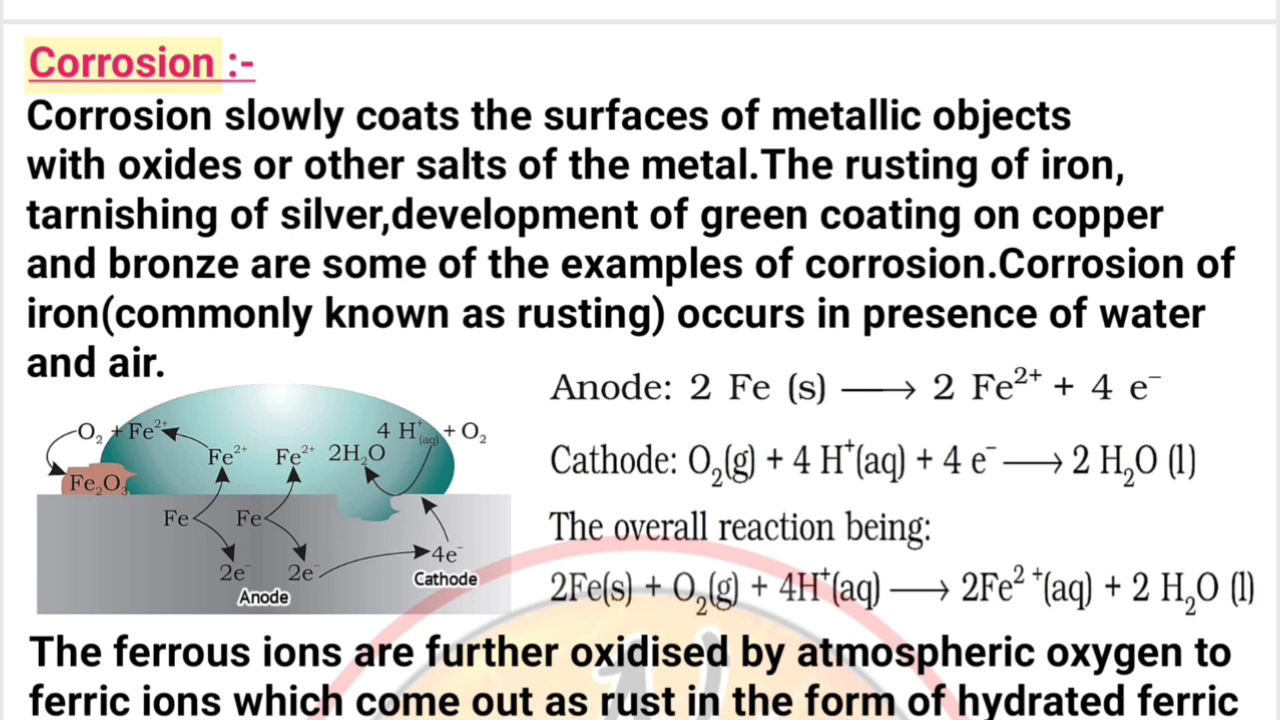 Corrosion :-
Corrosion slowly coats the surfaces of metallic objects
with oxides or other salts of the metal.The rusting of iron,
tarnishing of silver,development of green coating on copper
and bronze are some of the examples of corrosion.Corrosion of
iron(commonly known as rusting) occurs in presence of water
and air.
O₂ + Fe²⁺
4 H⁺(aq) + O₂
Fe²⁺ Fe²⁺ 2H₂O
Fe₂O₃
Fe Fe
2e⁻ 2e⁻ 4e⁻
Anode
Cathode
Anode: 2 Fe (s) ⟶ 2 Fe²⁺ + 4 e⁻
Cathode: O₂(g) + 4 H⁺(aq) + 4 e⁻ ⟶ 2 H₂O (l)
The overall reaction being:
2Fe(s) + O₂(g) + 4H⁺(aq) ⟶ 2Fe²⁺(aq) + 2 H₂O (l)
The ferrous ions are further oxidised by atmospheric oxygen to
ferric ions which come out as rust in the form of hydrated ferric